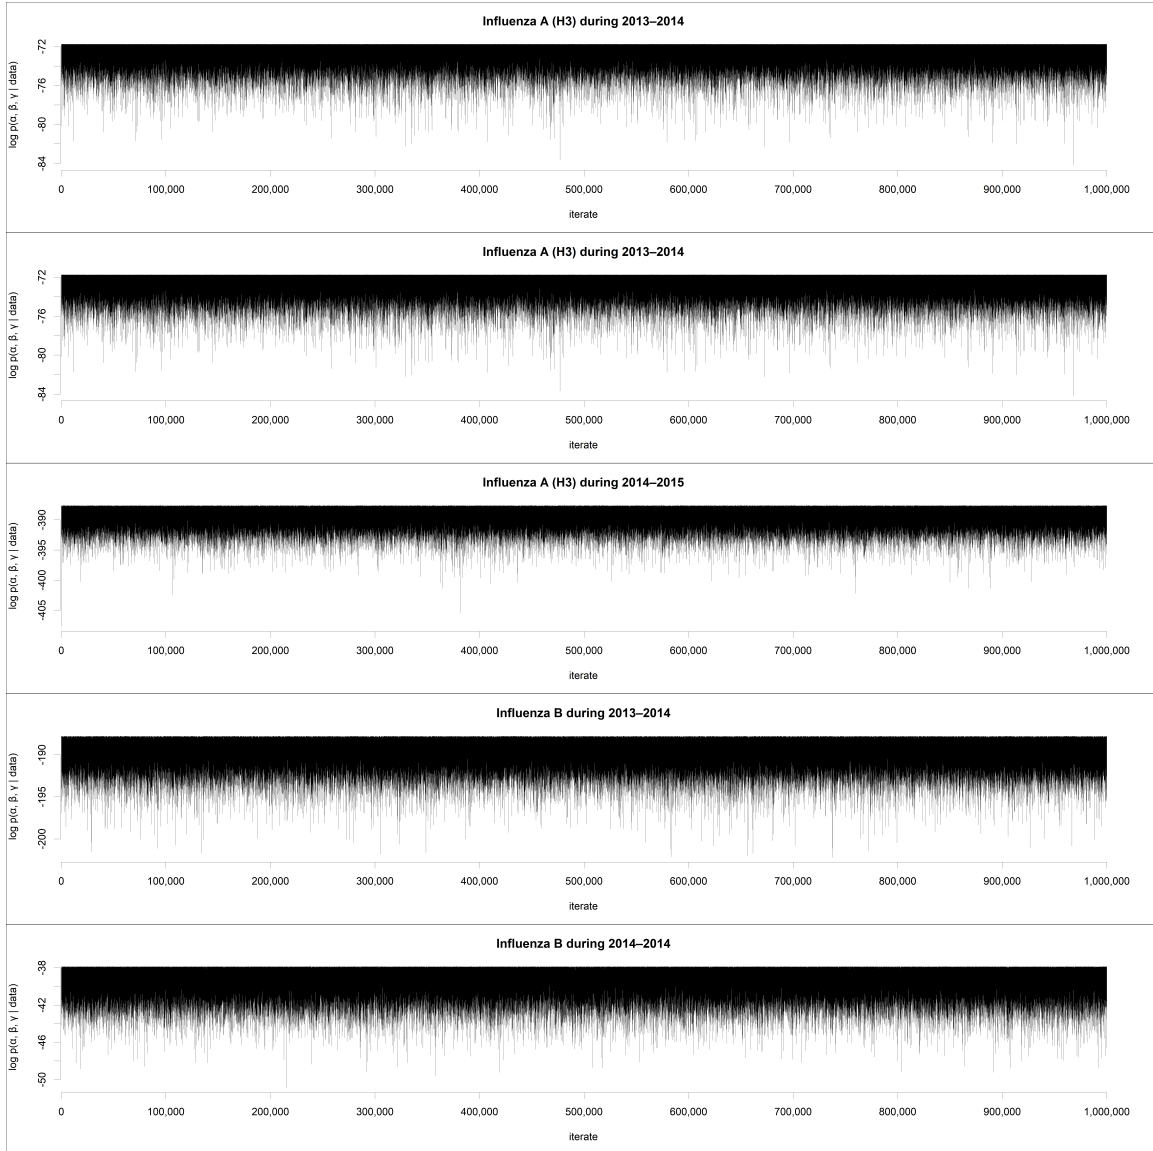 Influenza A (H3) during 2013–2014
log p(α, β, γ | data)
-72
-76
-80
-84
0 100,000 200,000 300,000 400,000 500,000 600,000 700,000 800,000 900,000 1,000,000
iterate
Influenza A (H3) during 2013–2014
log p(α, β, γ | data)
-72
-76
-80
-84
0 100,000 200,000 300,000 400,000 500,000 600,000 700,000 800,000 900,000 1,000,000
iterate
Influenza A (H3) during 2014–2015
log p(α, β, γ | data)
-390
-395
-400
-405
0 100,000 200,000 300,000 400,000 500,000 600,000 700,000 800,000 900,000 1,000,000
iterate
Influenza B during 2013–2014
log p(α, β, γ | data)
-190
-195
-200
0 100,000 200,000 300,000 400,000 500,000 600,000 700,000 800,000 900,000 1,000,000
iterate
Influenza B during 2014–2014
log p(α, β, γ | data)
-38
-42
-46
-50
0 100,000 200,000 300,000 400,000 500,000 600,000 700,000 800,000 900,000 1,000,000
iterate